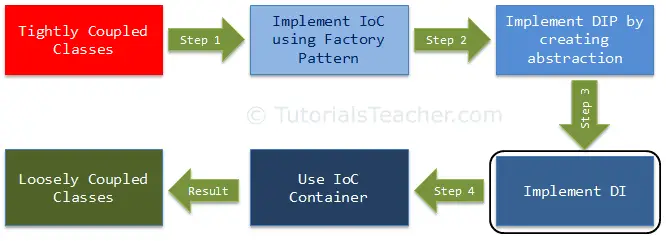 Tightly Coupled
Classes
Step 1
Implement IoC
using Factory
Pattern
Step 2
Implement DIP by
creating
abstraction
Step 3
© TutorialsTeacher.com
Implement DI
Step 4
Use IoC
Container
Result
Loosely Coupled
Classes